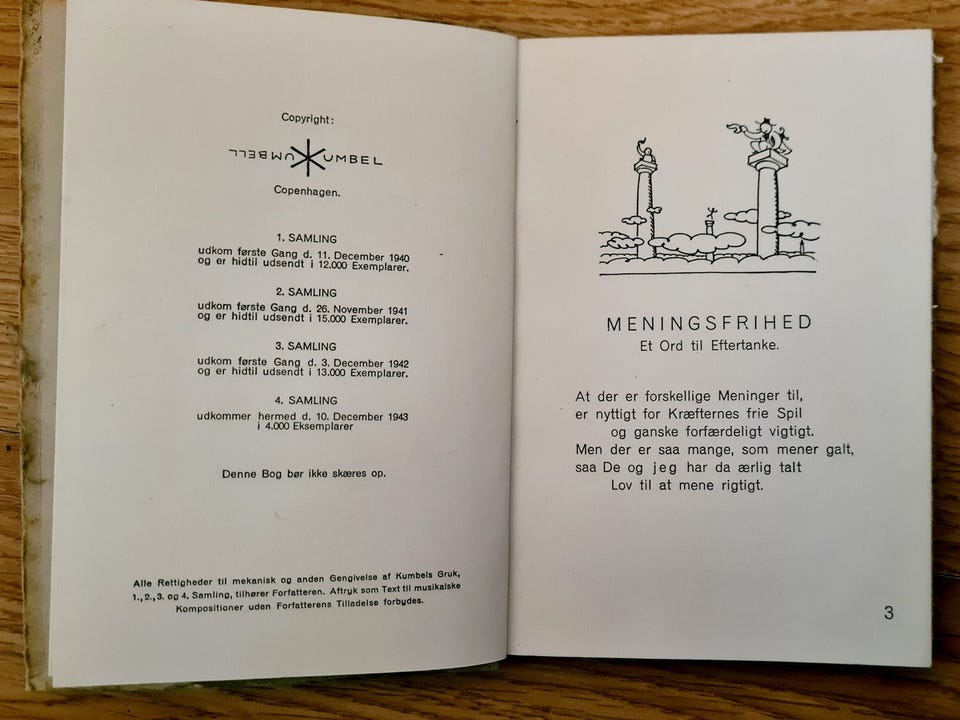 Copyright:
KUMBELL KUMBEL
Copenhagen.
1. SAMLING
udkom første Gang d. 11. December 1940
og er hidtil udsendt i 12.000 Exemplarer.
2. SAMLING
udkom første Gang d. 26. November 1941
og er hidtil udsendt i 15.000 Exemplarer.
3. SAMLING
udkom første Gang d. 3. December 1942
og er hidtil udsendt i 13.000 Exemplarer.
4. SAMLING
udkommer hermed d. 10. December 1943
i 4.000 Eksemplarer
Denne Bog bør ikke skæres op.
Alle Rettigheder til mekanisk og anden Gengivelse af Kumbels Gruk,
1., 2., 3. og 4. Samling, tilhører Forfatteren. Aftryk som Text til musikalske
Kompositioner uden Forfatterens Tilladelse forbydes.
MENINGSFRIHED
Et Ord til Eftertanke.
At der er forskellige Meninger til,
er nyttigt for Kræfternes frie Spil
og ganske forfærdeligt vigtigt.
Men der er saa mange, som mener galt,
saa De og jeg har da ærlig talt
Lov til at mene rigtigt.
3